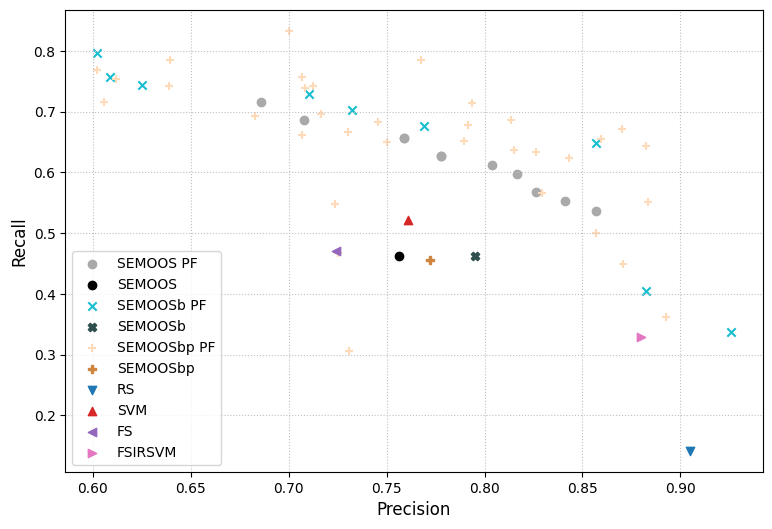 0.8
0.7
0.6
0.5
0.4
0.3
0.2
Recall
SEMOOS PF
SEMOOS
SEMOOSb PF
SEMOOSb
SEMOOSbp PF
SEMOOSbp
RS
SVM
FS
FSIRSVM
0.60 0.65 0.70 0.75 0.80 0.85 0.90
Precision